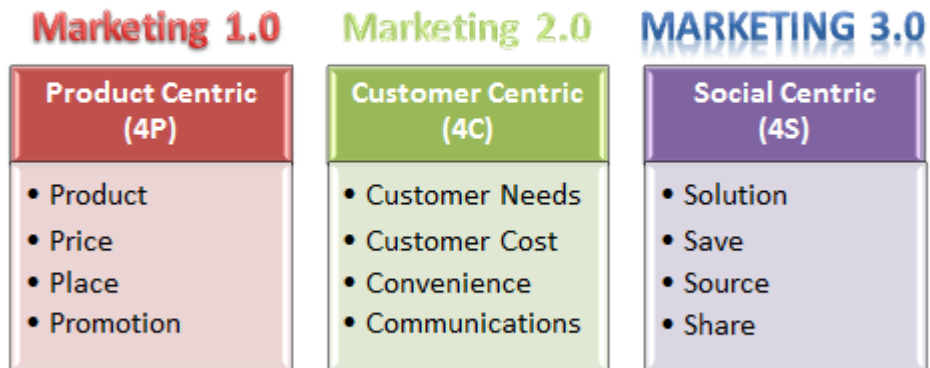 Marketing 1.0
Product Centric
(4P)
• Product
• Price
• Place
• Promotion
Marketing 2.0
Customer Centric
(4C)
• Customer Needs
• Customer Cost
• Convenience
• Communications
MARKETING 3.0
Social Centric
(4S)
• Solution
• Save
• Source
• Share